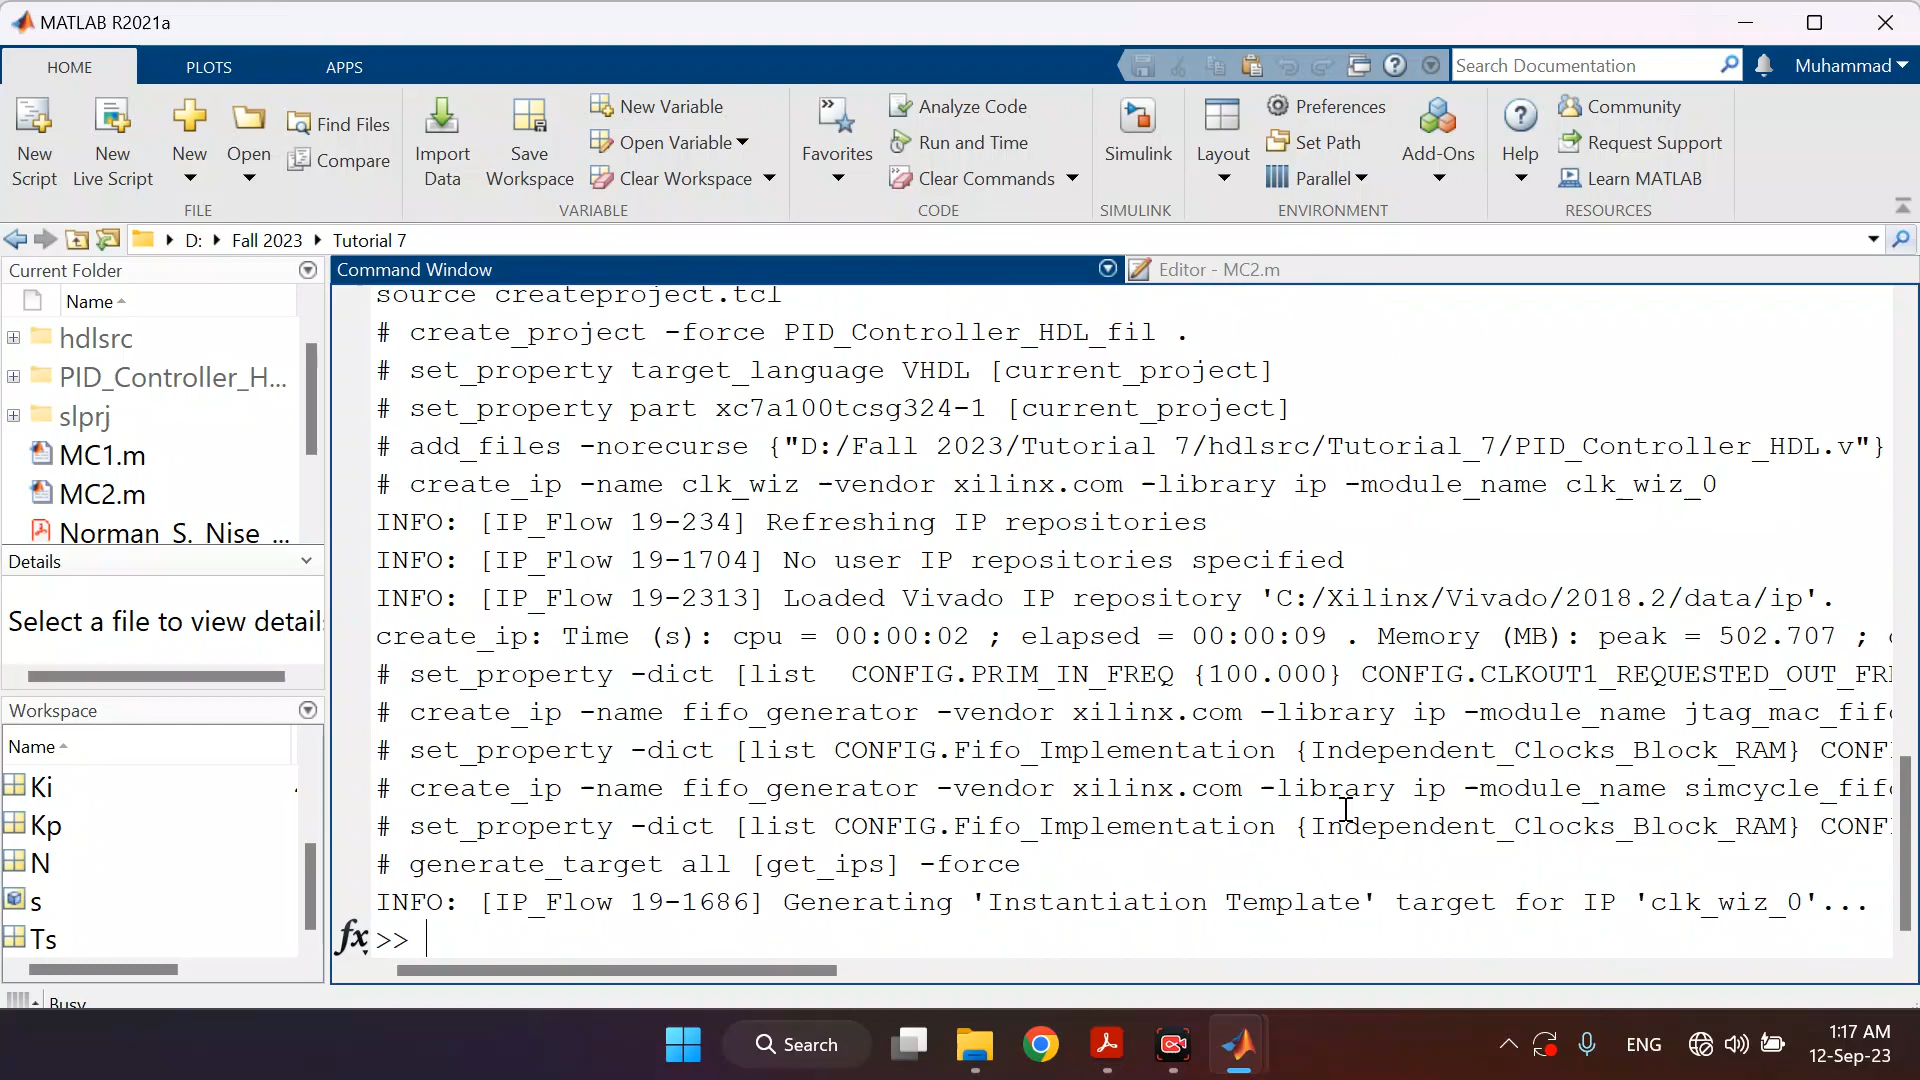 MATLAB R2021a
HOME
PLOTS
APPS
Search Documentation
Muhammad
New Script
New Live Script
New
Open
Find Files
Compare
Import Data
Save Workspace
New Variable
Open Variable
Clear Workspace
Favorites
Analyze Code
Run and Time
Clear Commands
Simulink
Layout
Preferences
Set Path
Parallel
Add-Ons
Help
Community
Request Support
Learn MATLAB
FILE
VARIABLE
CODE
SIMULINK
ENVIRONMENT
RESOURCES
D: Fall 2023 Tutorial 7
Current Folder
Name
hdlsrc
PID_Controller_H...
slprj
MC1.m
MC2.m
Norman_S._Nise_...
Details
Select a file to view detail
Workspace
Name
Ki
Kp
N
s
Ts
Busy
Command Window
Editor - MC2.m
source createproject.tcl
# create_project -force PID_Controller_HDL_fil .
# set_property target_language VHDL [current_project]
# set_property part xc7a100tcsg324-1 [current_project]
# add_files -norecurse {"D:/Fall 2023/Tutorial 7/hdlsrc/Tutorial_7/PID_Controller_HDL.v"}
# create_ip -name clk_wiz -vendor xilinx.com -library ip -module_name clk_wiz_0
INFO: [IP_Flow 19-234] Refreshing IP repositories
INFO: [IP_Flow 19-1704] No user IP repositories specified
INFO: [IP_Flow 19-2313] Loaded Vivado IP repository 'C:/Xilinx/Vivado/2018.2/data/ip'.
create_ip: Time (s): cpu = 00:00:02 ; elapsed = 00:00:09 . Memory (MB): peak = 502.707 ;
# set_property -dict [list  CONFIG.PRIM_IN_FREQ {100.000} CONFIG.CLKOUT1_REQUESTED_OUT_FR
# create_ip -name fifo_generator -vendor xilinx.com -library ip -module_name jtag_mac_fifo
# set_property -dict [list CONFIG.Fifo_Implementation {Independent_Clocks_Block_RAM} CONF
# create_ip -name fifo_generator -vendor xilinx.com -library ip -module_name simcycle_fifo
# set_property -dict [list CONFIG.Fifo_Implementation {Independent_Clocks_Block_RAM} CONF
# generate_target all [get_ips] -force
INFO: [IP_Flow 19-1686] Generating 'Instantiation Template' target for IP 'clk_wiz_0'...
fx >>
Search
ENG
1:17 AM
12-Sep-23